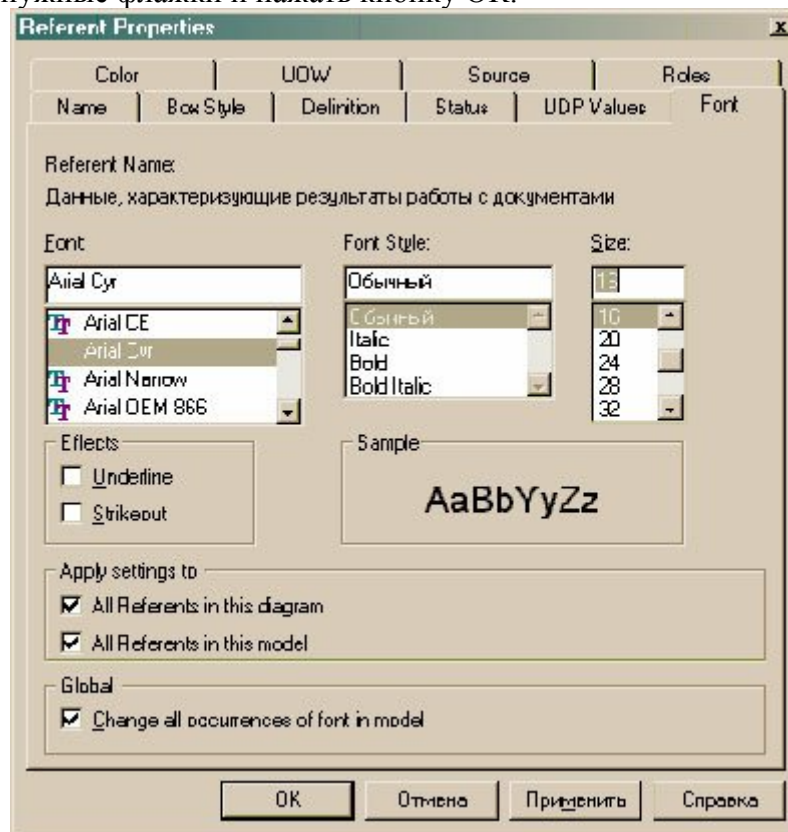 нужные флажки и нажать кнопку OK.
Referent Properties
Color UOW Source Roles
Name Box Style Definition Status UDP Values Font
Referent Name:
Данные, характеризующие результаты работы с документами
Font Font Style: Size:
Arial Cyr Обычный
Arial CE Обычный 16
Arial Cyr Italic 20
Arial Narrow Bold 24
Arial OEM 866 Bold Italic 28
32
Effects Sample
Underline
Strikeout
AaBbYyZz
Apply settings to
All Referents in this diagram
All Referents in this model
Global
Change all occurrences of font in model
OK Отмена Применить Справка